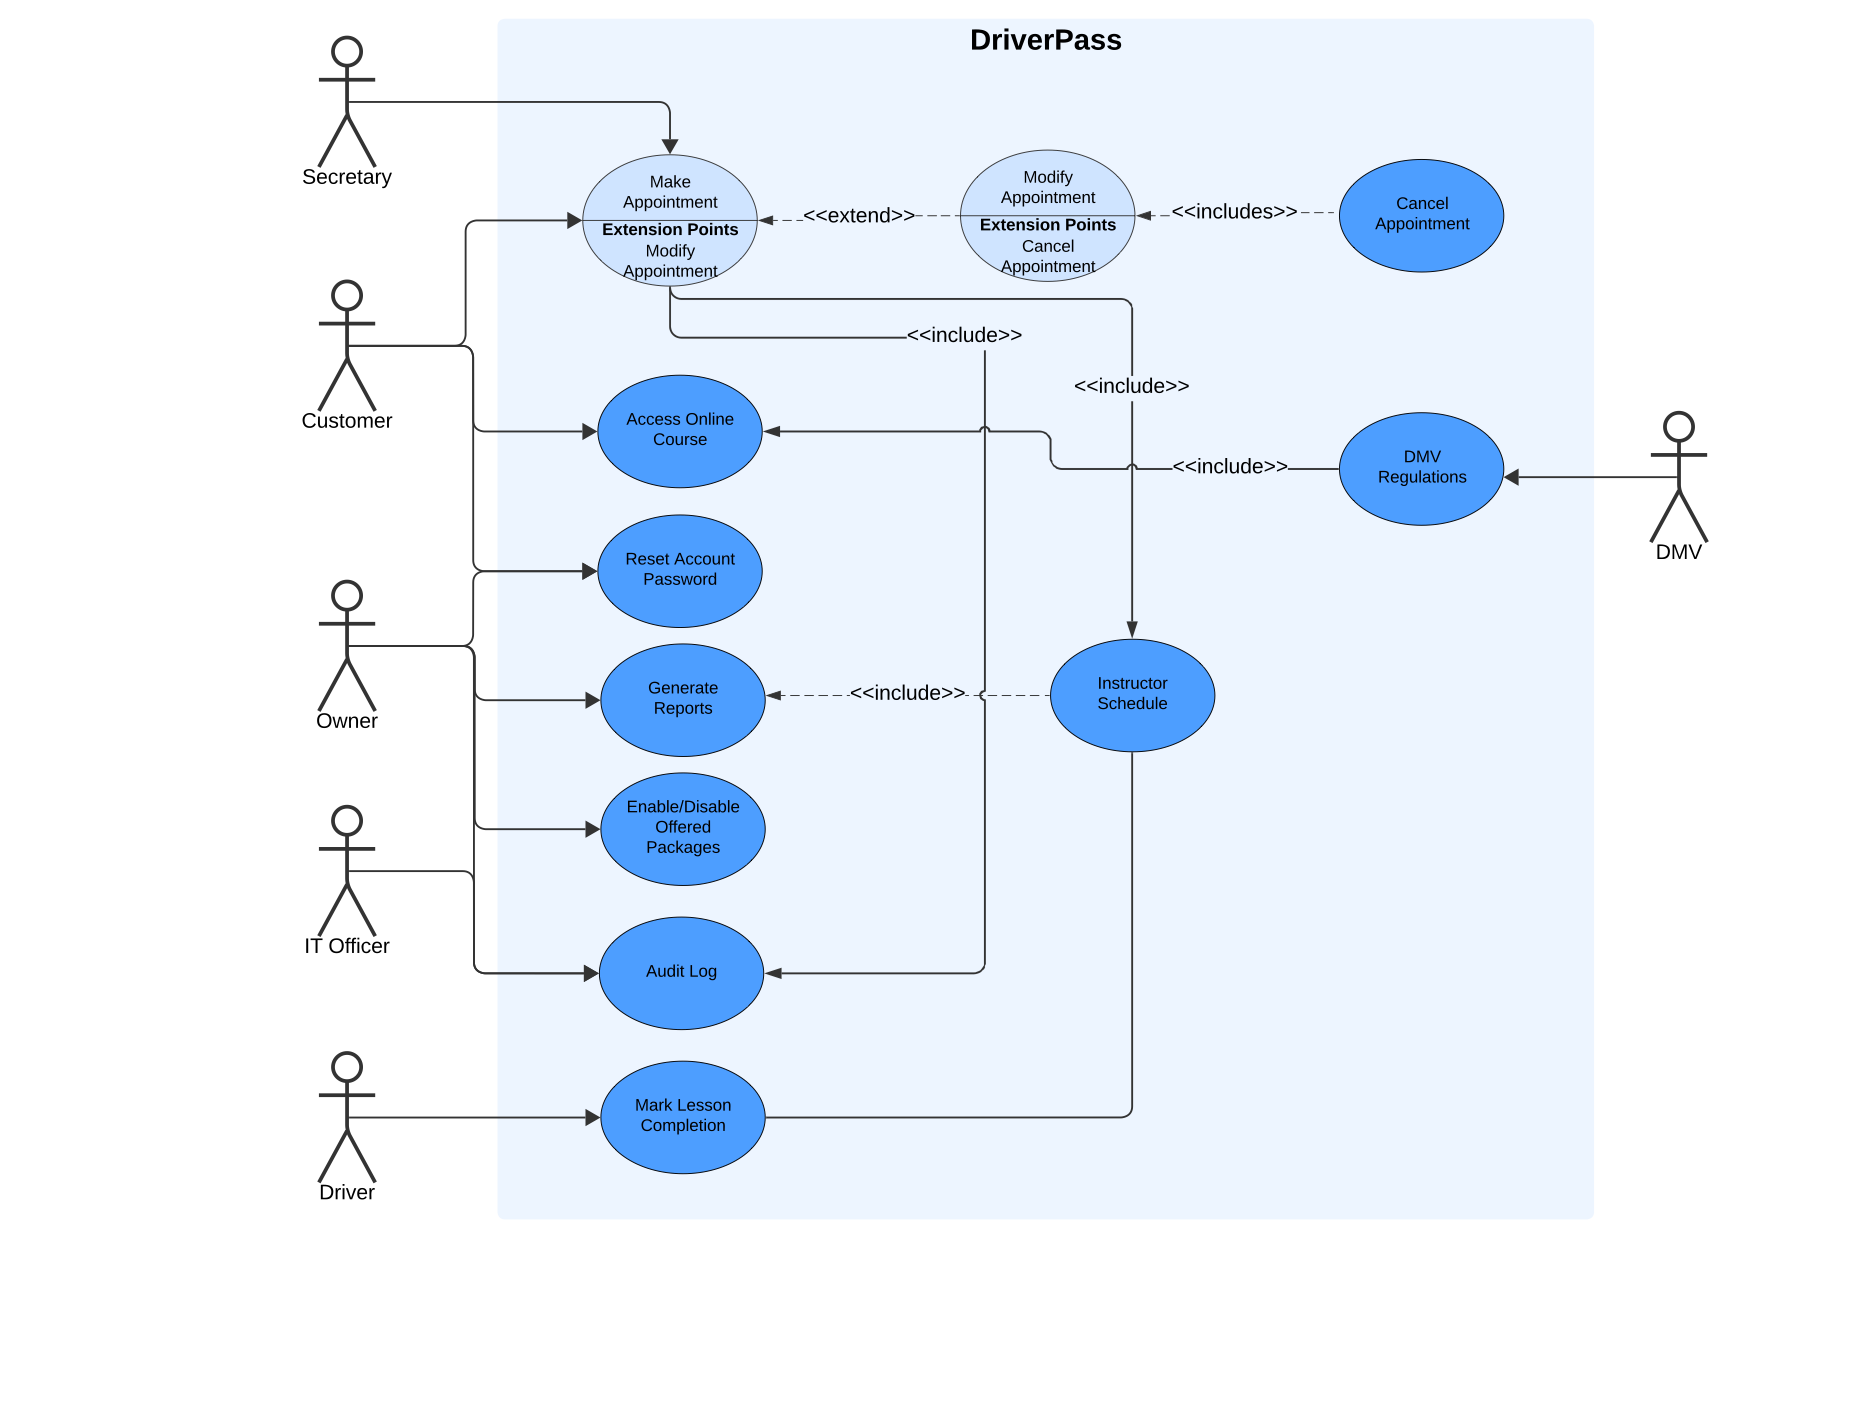 DriverPass
Secretary
Make
Appointment
Extension Points
Modify
Appointment
<<extend>>
Modify
Appointment
Extension Points
Cancel
Appointment
<<includes>>
Cancel
Appointment
<<include>>
<<include>>
Customer
Access Online
Course
<<include>>
DMV
Regulations
DMV
Reset Account
Password
Owner
Generate
Reports
<<include>>
Instructor
Schedule
Enable/Disable
Offered
Packages
IT Officer
Audit Log
Mark Lesson
Completion
Driver